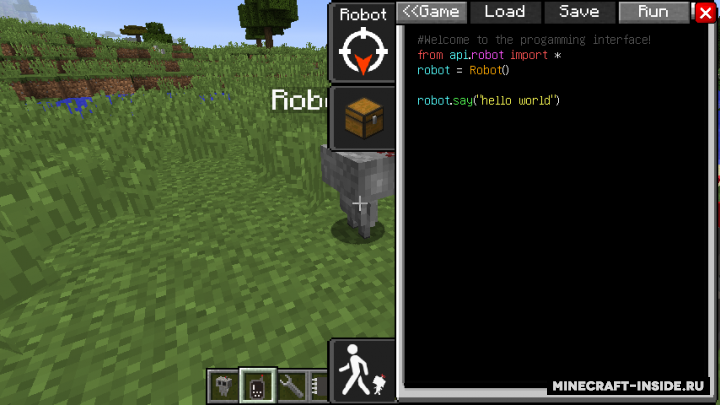 Robot
<<Game
Load
Save
Run
#Welcome to the progamming interface!
from api.robot import *
robot = Robot()
robot.say("hello world")
Rob
MINECRAFT-INSIDE.RU